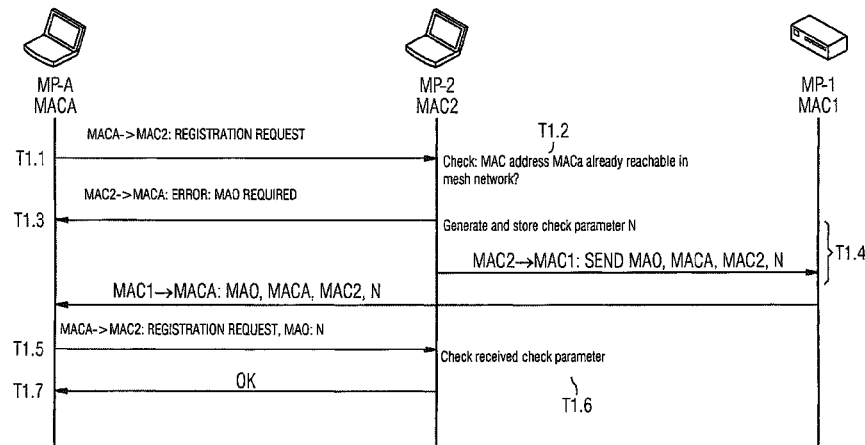 MP-A
MACA
MP-2
MAC2
MP-1
MAC1
MACA->MAC2: REGISTRATION REQUEST
T1.2
T1.1
Check: MAC address MACa already reachable in
mesh network?
MAC2->MACA: ERROR: MAO REQUIRED
T1.3
Generate and store check parameter N
T1.4
MAC2→MAC1: SEND MAO, MACA, MAC2, N
MAC1→MACA: MAO, MACA, MAC2, N
MACA->MAC2: REGISTRATION REQUEST, MAO: N
T1.5
Check received check parameter
OK
T1.7
T1.6